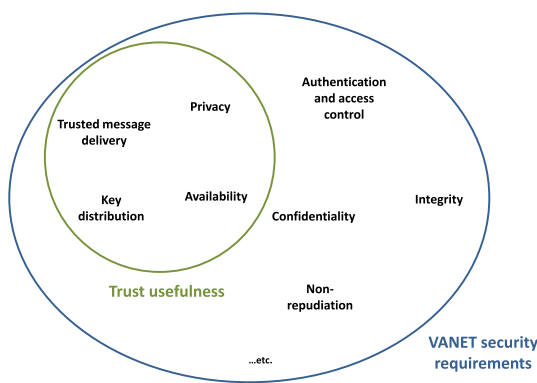 Authentication
and access
control
Privacy
Trusted message
delivery
Key
distribution
Availability
Confidentiality
Integrity
Trust usefulness
Non-
repudiation
VANET security
requirements
...etc.